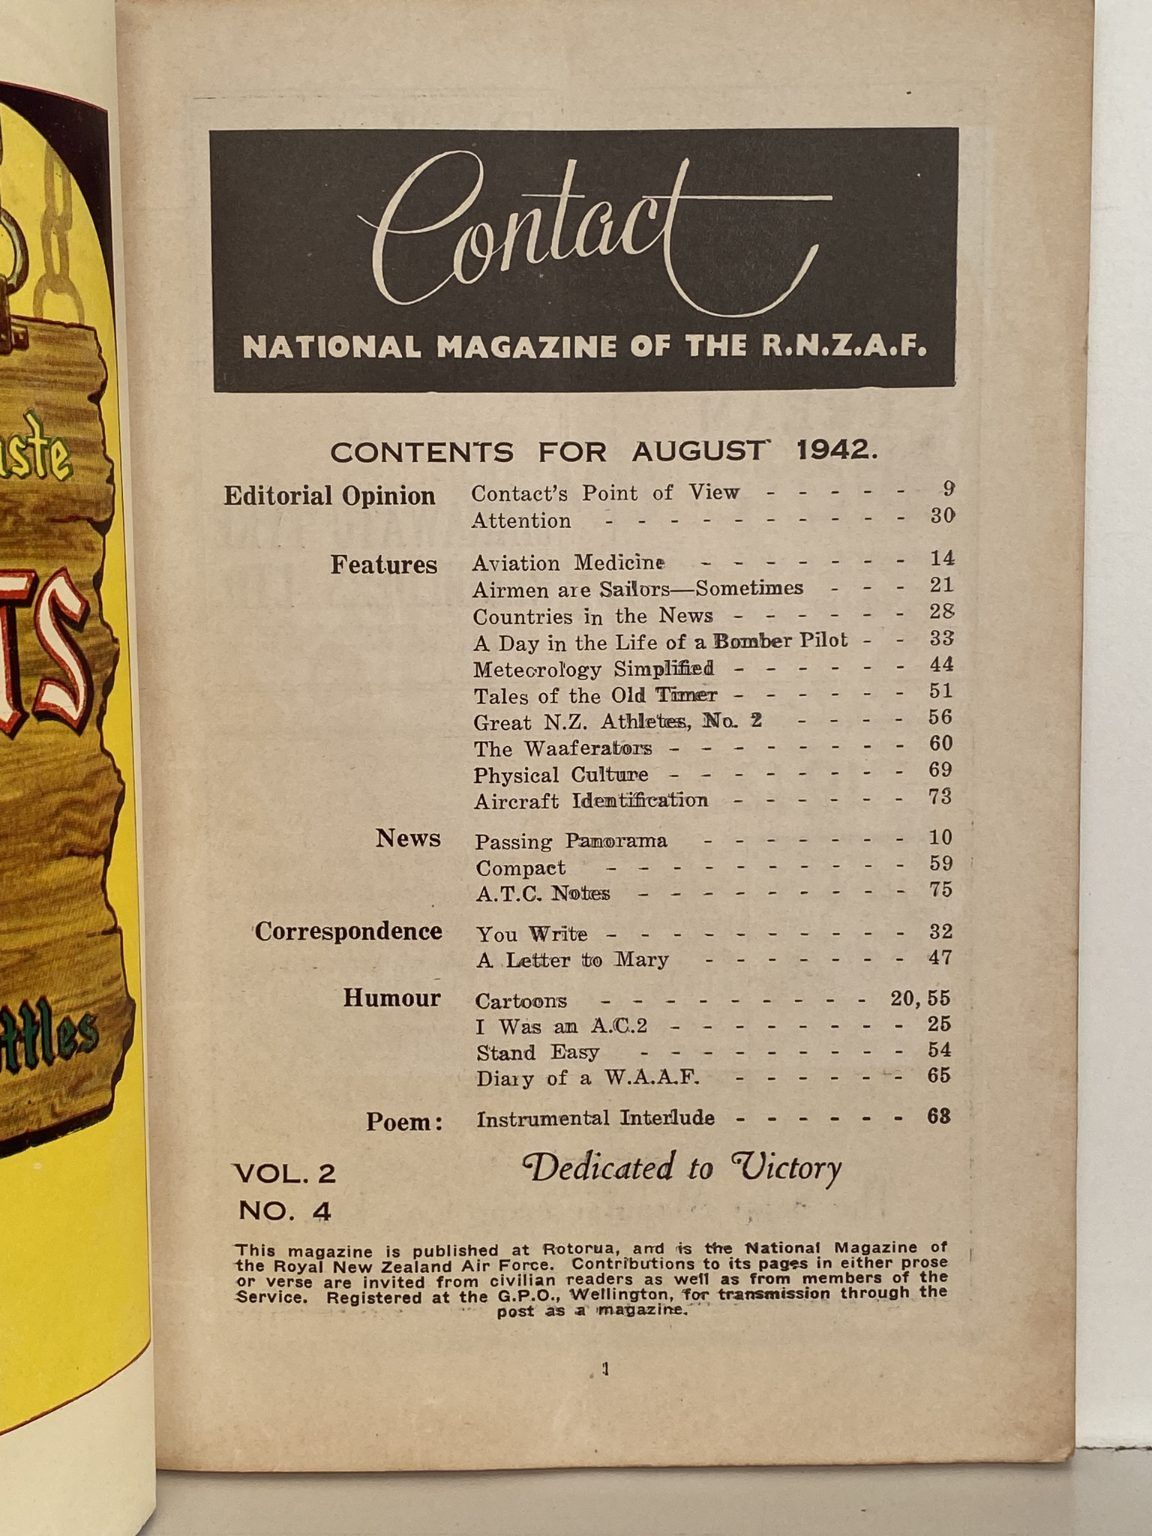 Contact
NATIONAL MAGAZINE OF THE R.N.Z.A.F.
CONTENTS FOR AUGUST 1942.
Editorial Opinion Contact's Point of View - - - - - 9
Attention - - - - - - - - - - 30
Features Aviation Medicine - - - - - - - 14
Airmen are Sailors—Sometimes - - - 21
Countries in the News - - - - - - 28
A Day in the Life of a Bomber Pilot - - 33
Meteorology Simplified - - - - - - 44
Tales of the Old Timer - - - - - - 51
Great N.Z. Athletes, No. 2 - - - - 56
The Waaferators - - - - - - - - 60
Physical Culture - - - - - - - - 69
Aircraft Identification - - - - - - 73
News Passing Panorama - - - - - - - 10
Compact - - - - - - - - - - 59
A.T.C. Notes - - - - - - - - - 75
Correspondence You Write - - - - - - - - - - 32
A Letter to Mary - - - - - - - 47
Humour Cartoons - - - - - - - - - 20, 55
I Was an A.C.2 - - - - - - - - 25
Stand Easy - - - - - - - - - 54
Diary of a W.A.A.F. - - - - - - 65
Poem: Instrumental Interlude - - - - - - 68
VOL. 2 Dedicated to Victory
NO. 4
This magazine is published at Rotorua, and is the National Magazine of
the Royal New Zealand Air Force. Contributions to its pages in either prose
or verse are invited from civilian readers as well as from members of the
Service. Registered at the G.P.O., Wellington, for transmission through the
post as a magazine.
1